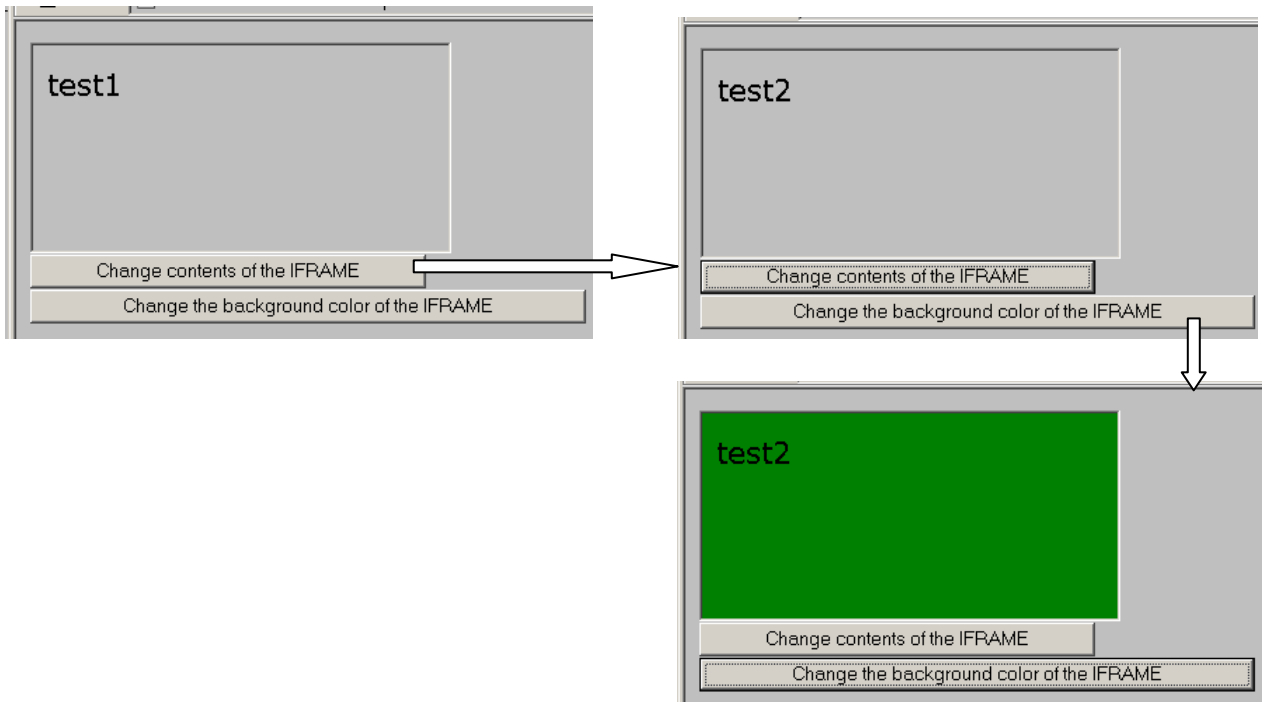 test1
Change contents of the IFRAME
Change the background color of the IFRAME
test2
Change contents of the IFRAME
Change the background color of the IFRAME
test2
Change contents of the IFRAME
Change the background color of the IFRAME